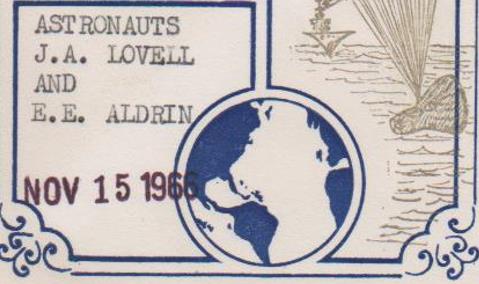 ASTRONAUTS
J.A. LOVELL
AND
E.E. ALDRIN
NOV 15 1966